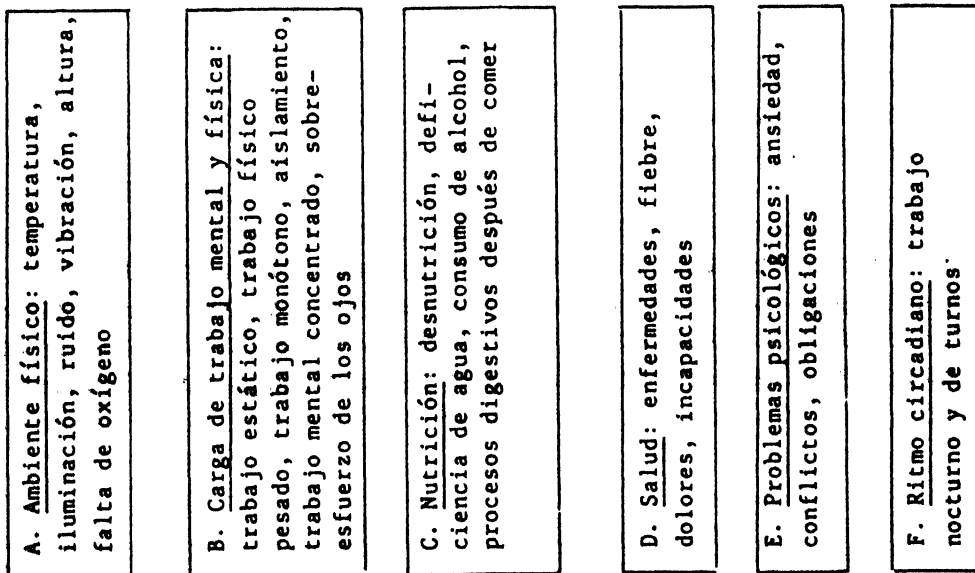 A. Ambiente físico: temperatura,
iluminación, ruido, vibración, altura,
falta de oxígeno
B. Carga de trabajo mental y física:
trabajo estático, trabajo físico
pesado, trabajo monótono, aislamiento,
trabajo mental concentrado, sobre-
esfuerzo de los ojos
C. Nutrición: desnutrición, defi-
ciencia de agua, consumo de alcohol,
procesos digestivos después de comer
D. Salud: enfermedades, fiebre,
dolores, incapacidades
E. Problemas psicológicos: ansiedad,
conflictos, obligaciones
F. Ritmo circadiano: trabajo
nocturno y de turnos